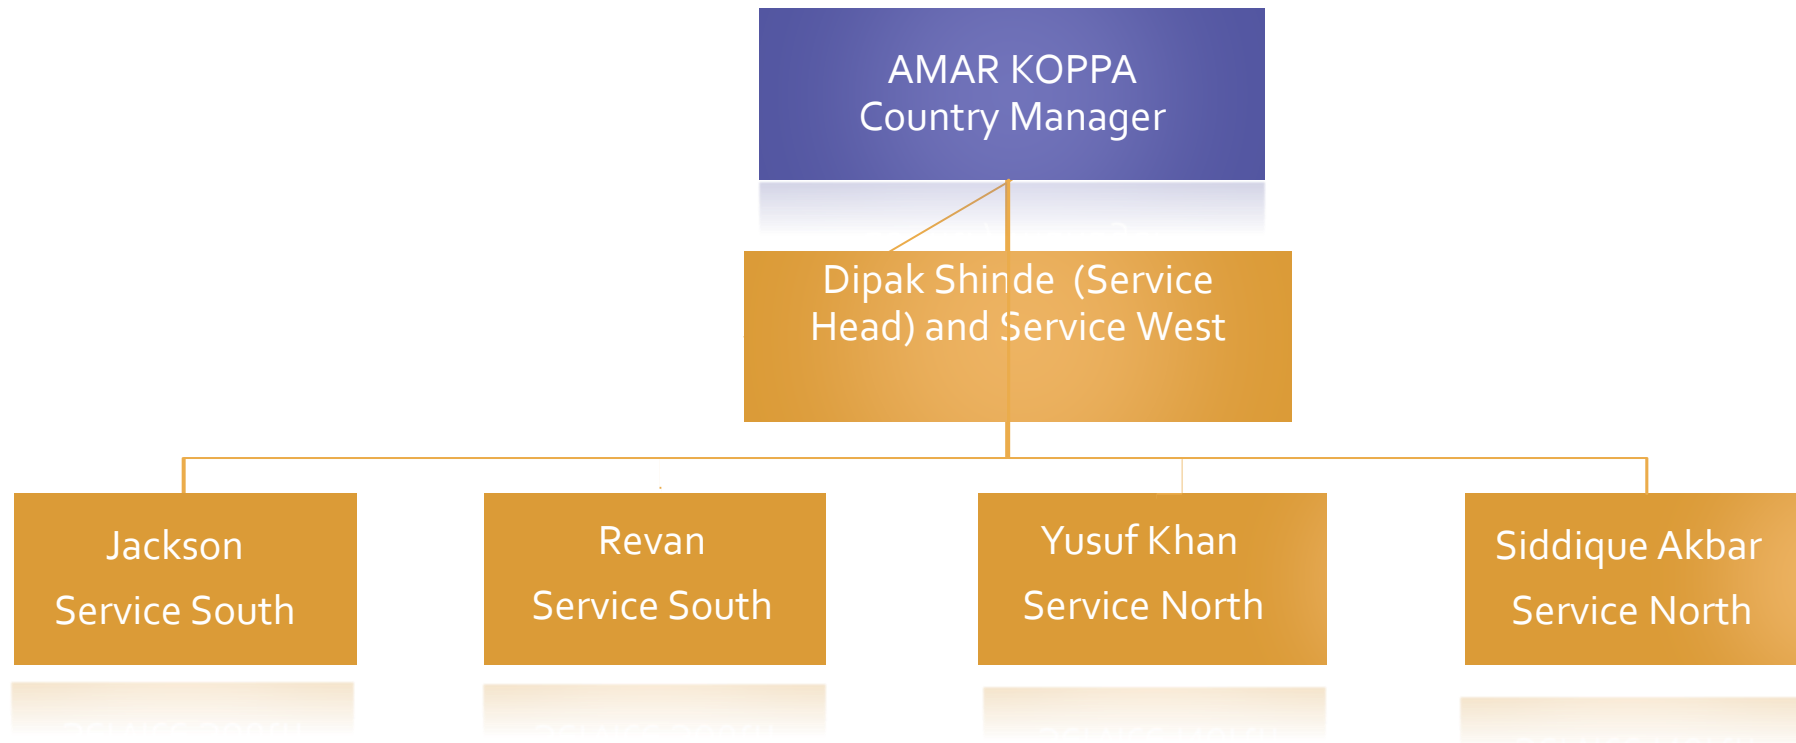 AMAR KOPPA
Country Manager
Dipak Shinde (Service
Head) and Service West
Jackson
Service South
Revan
Service South
Yusuf Khan
Service North
Siddique Akbar
Service North